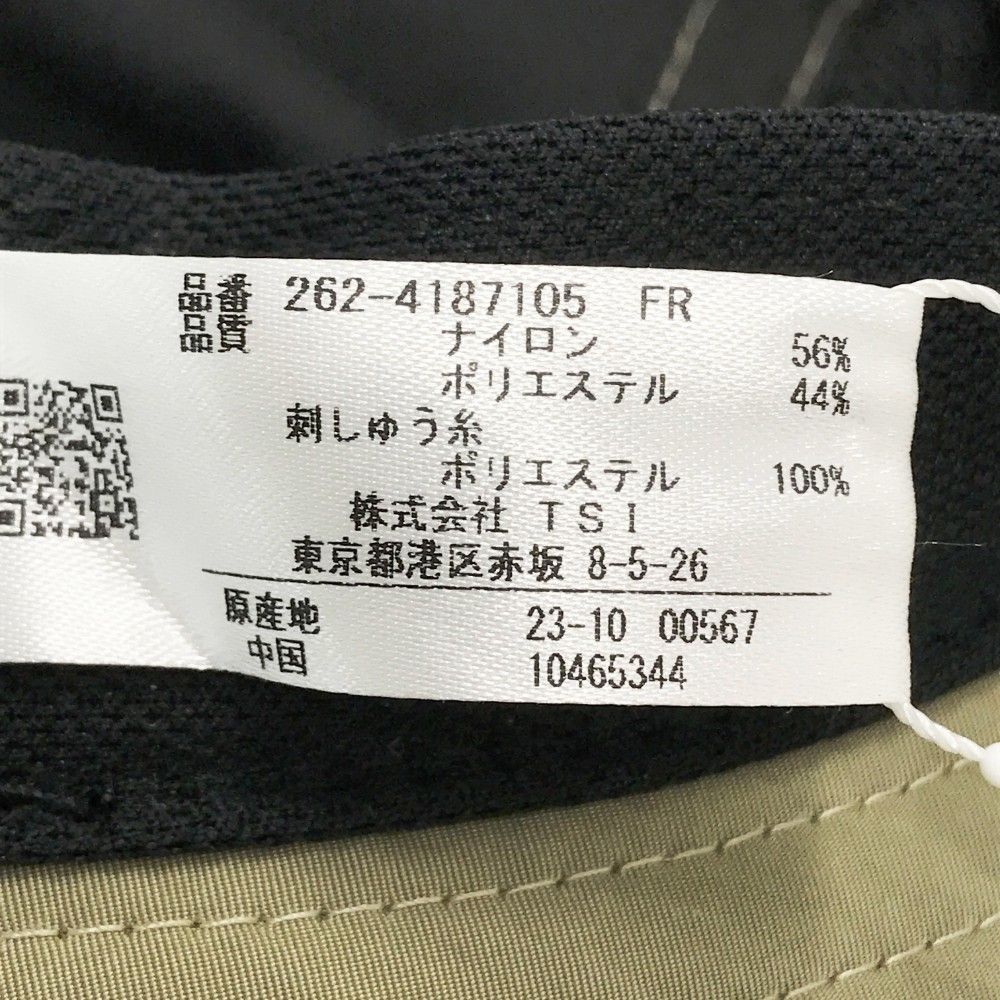 品番 262-4187105 FR
品質 ナイロン 56%
ポリエステル 44%
刺しゅう糸
ポリエステル 100%
株式会社 TSI
東京都港区赤坂 8-5-26
原産地 23-10 00567
中国 10465344